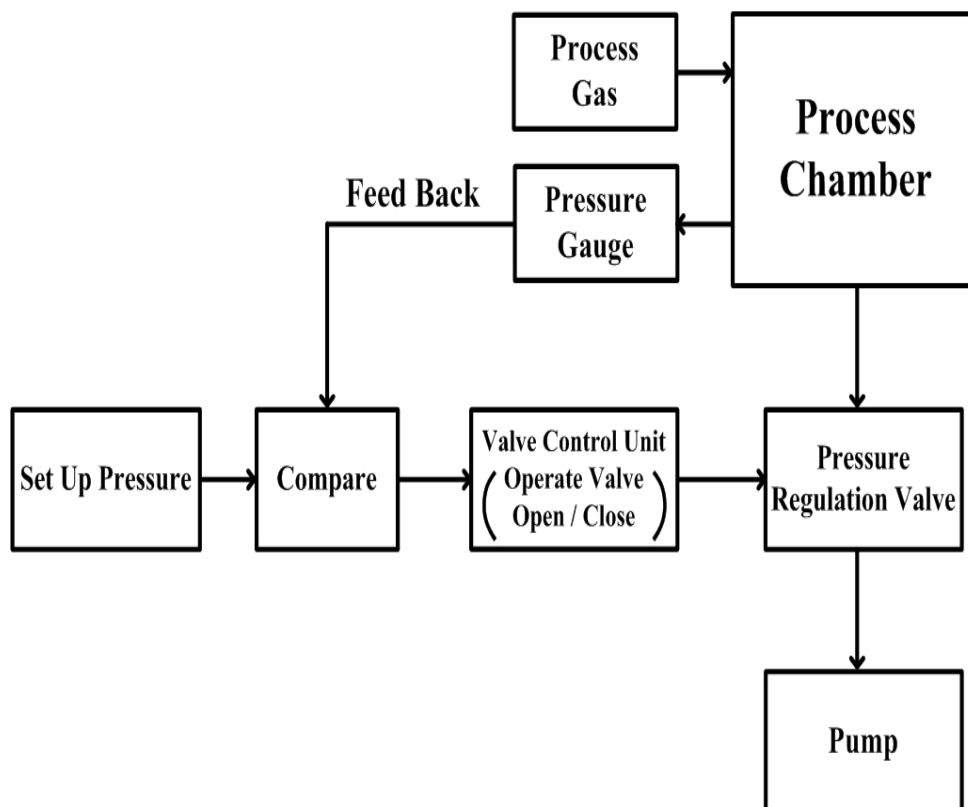 Process
Gas
Process
Chamber
Feed Back
Pressure
Gauge
Set Up Pressure
Compare
Valve Control Unit
( Operate Valve
Open / Close )
Pressure
Regulation Valve
Pump